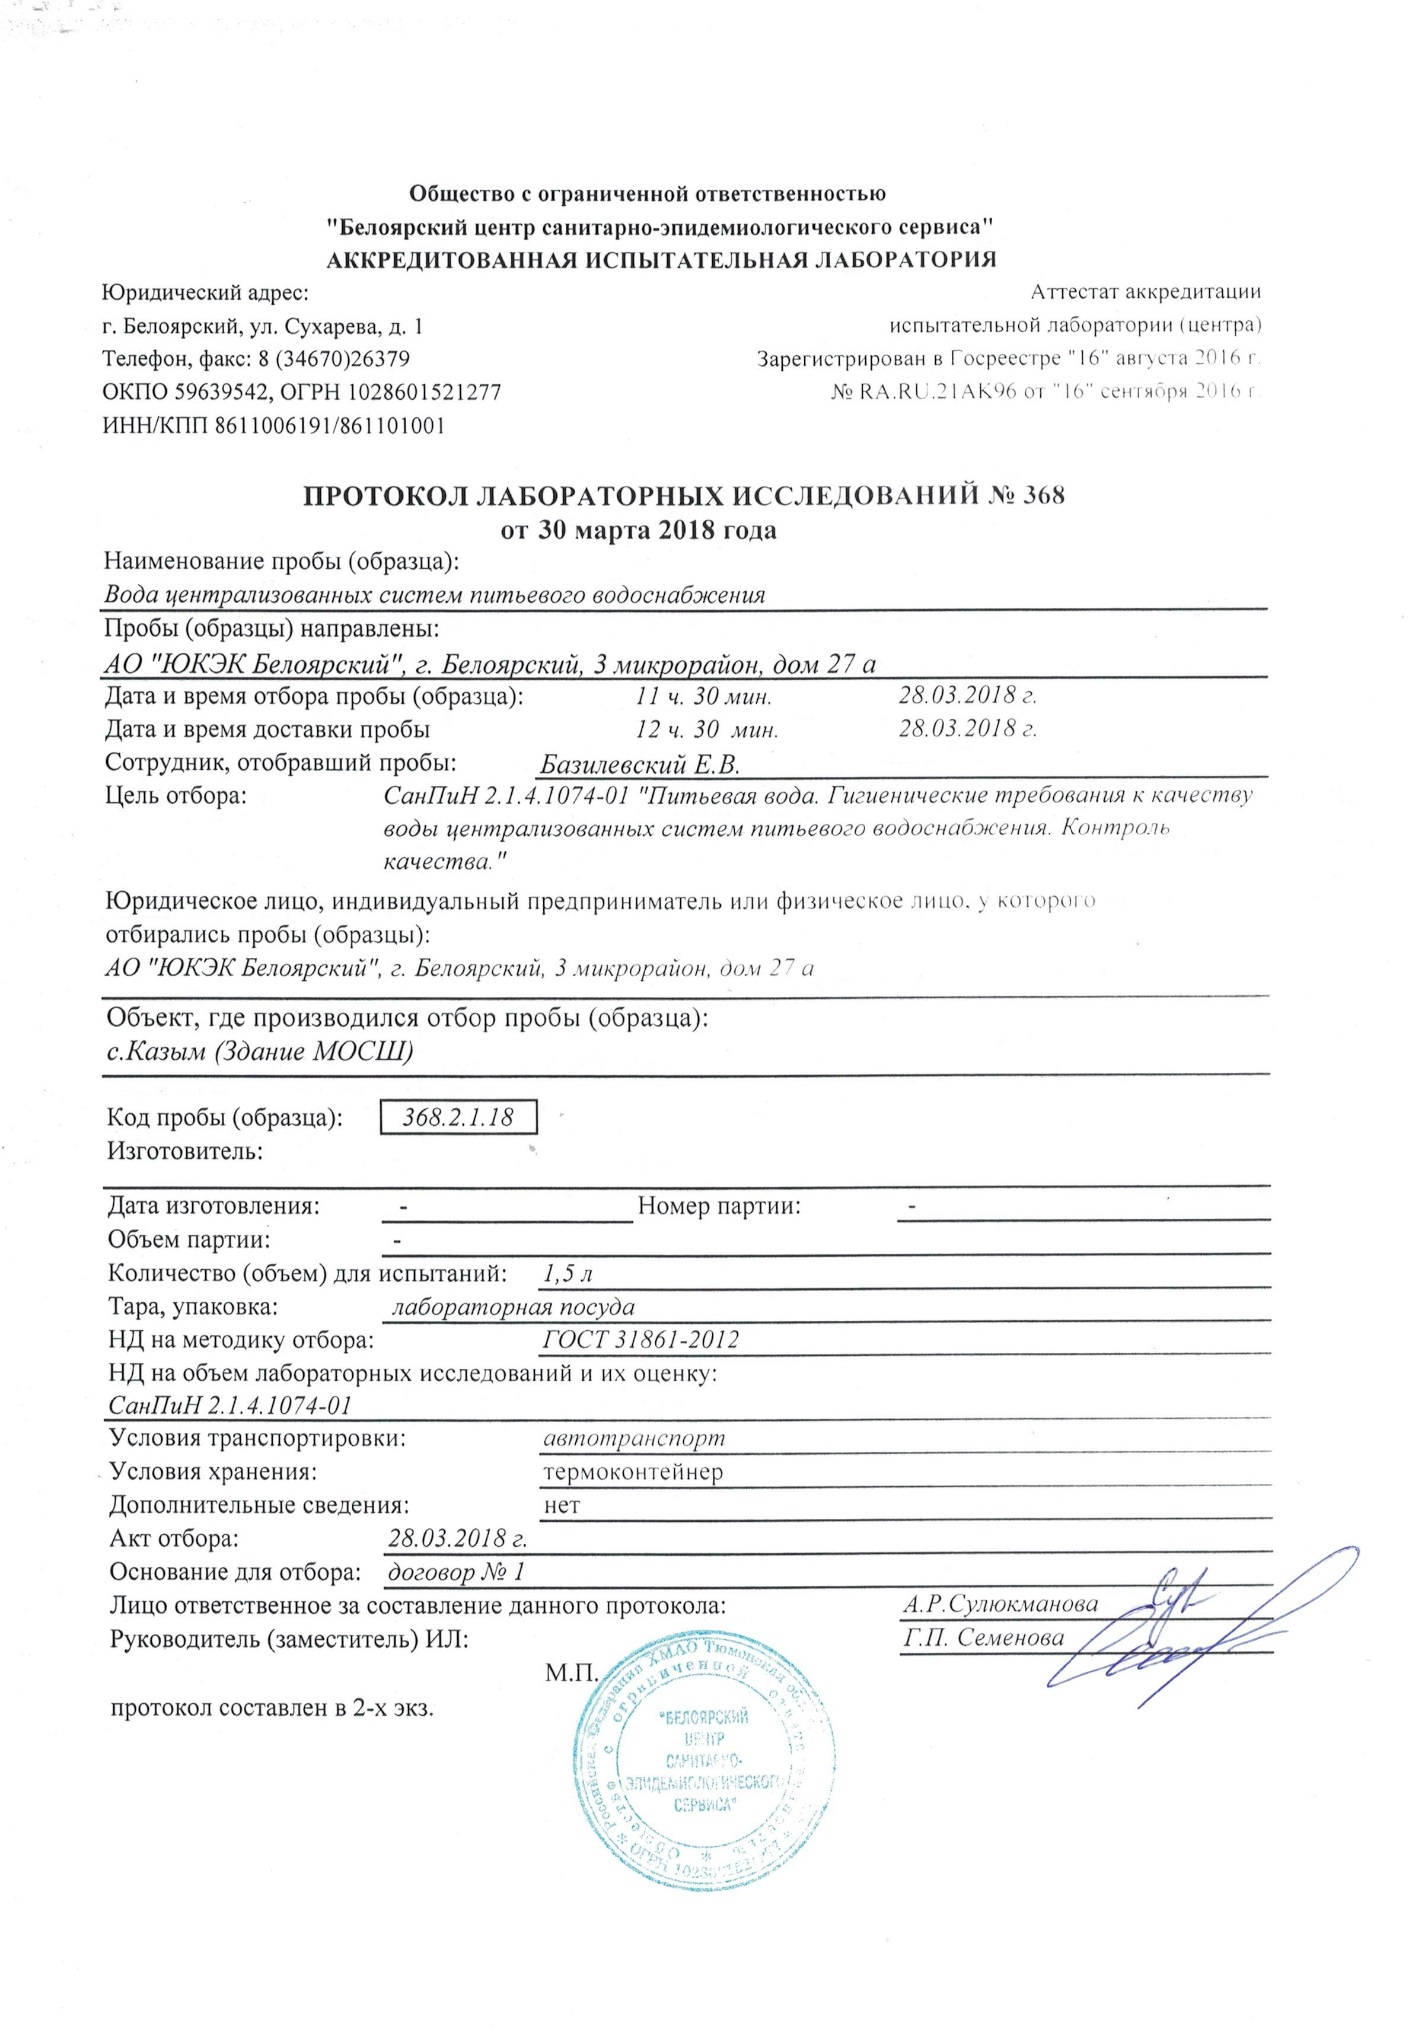 Общество с ограниченной ответственностью
"Белоярский центр санитарно-эпидемиологического сервиса"
АККРЕДИТОВАННАЯ ИСПЫТАТЕЛЬНАЯ ЛАБОРАТОРИЯ
Юридический адрес: Аттестат аккредитации
г. Белоярский, ул. Сухарева, д. 1 испытательной лаборатории (центра)
Телефон, факс: 8 (34670)26379 Зарегистрирован в Госреестре "16" августа 2016 г.
ОКПО 59639542, ОГРН 1028601521277 № RA.RU.21АК96 от "16" сентября 2016 г.
ИНН/КПП 8611006191/861101001
ПРОТОКОЛ ЛАБОРАТОРНЫХ ИССЛЕДОВАНИЙ № 368
от 30 марта 2018 года
Наименование пробы (образца):
Вода централизованных систем питьевого водоснабжения
Пробы (образцы) направлены:
АО "ЮКЭК Белоярский", г. Белоярский, 3 микрорайон, дом 27 а
Дата и время отбора пробы (образца): 11 ч. 30 мин. 28.03.2018 г.
Дата и время доставки пробы 12 ч. 30 мин. 28.03.2018 г.
Сотрудник, отобравший пробы: Базилевский Е.В.
Цель отбора: СанПиН 2.1.4.1074-01 "Питьевая вода. Гигиенические требования к качеству
воды централизованных систем питьевого водоснабжения. Контроль
качества."
Юридическое лицо, индивидуальный предприниматель или физическое лицо, у которого
отбирались пробы (образцы):
АО "ЮКЭК Белоярский", г. Белоярский, 3 микрорайон, дом 27 а
Объект, где производился отбор пробы (образца):
с.Казым (Здание МОСШ)
Код пробы (образца): 368.2.1.18
Изготовитель:
Дата изготовления: - Номер партии: -
Объем партии: -
Количество (объем) для испытаний: 1,5 л
Тара, упаковка: лабораторная посуда
НД на методику отбора: ГОСТ 31861-2012
НД на объем лабораторных исследований и их оценку:
СанПиН 2.1.4.1074-01
Условия транспортировки: автотранспорт
Условия хранения: термоконтейнер
Дополнительные сведения: нет
Акт отбора: 28.03.2018 г.
Основание для отбора: договор № 1
Лицо ответственное за составление данного протокола: А.Р.Сулюкманова
Руководитель (заместитель) ИЛ: Г.П. Семенова
М.П.
протокол составлен в 2-х экз.
"БЕЛОЯРСКИЙ
ЦЕНТР
САНИТАРНО-
ЭПИДЕМИОЛОГИЧЕСКОГО
СЕРВИСА"
Российская Федерация ХМАО Тюменская
Общество с ограниченной